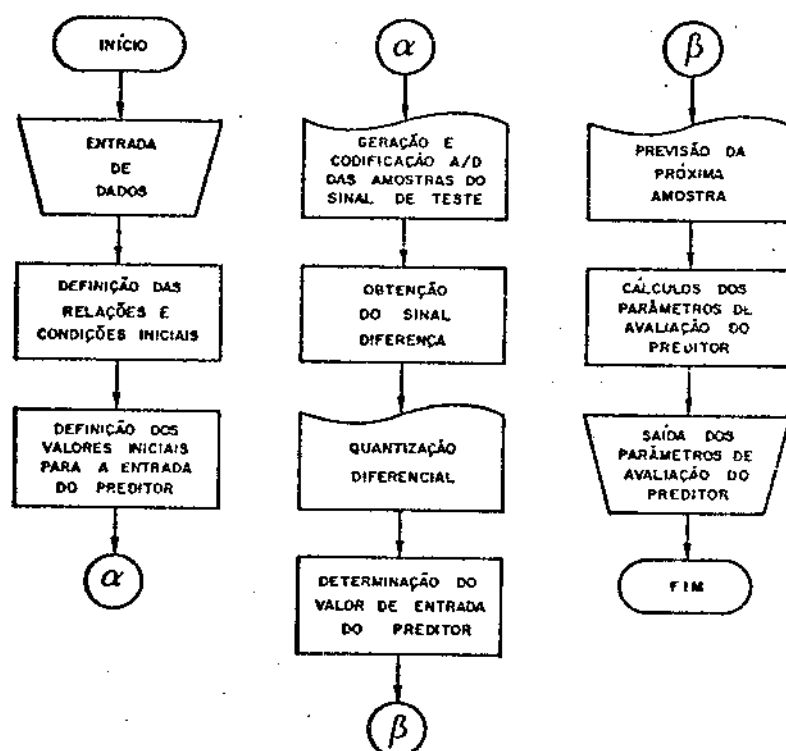 INÍCIO
ENTRADA
DE
DADOS
DEFINIÇÃO DAS
RELAÇÕES E
CONDIÇÕES INICIAIS
DEFINIÇÃO DOS
VALORES INICIAIS
PARA A ENTRADA
DO PREDITOR
α
α
GERAÇÃO E
CODIFICAÇÃO A/D
DAS AMOSTRAS DO
SINAL DE TESTE
OBTENÇÃO
DO SINAL
DIFERENÇA
QUANTIZAÇÃO
DIFERENCIAL
DETERMINAÇÃO DO
VALOR DE ENTRADA
DO PREDITOR
β
β
PREVISÃO DA
PRÓXIMA
AMOSTRA
CÁLCULOS DOS
PARÂMETROS DE
AVALIAÇÃO DO
PREDITOR
SAÍDA DOS
PARÂMETROS DE
AVALIAÇÃO DO
PREDITOR
FIM